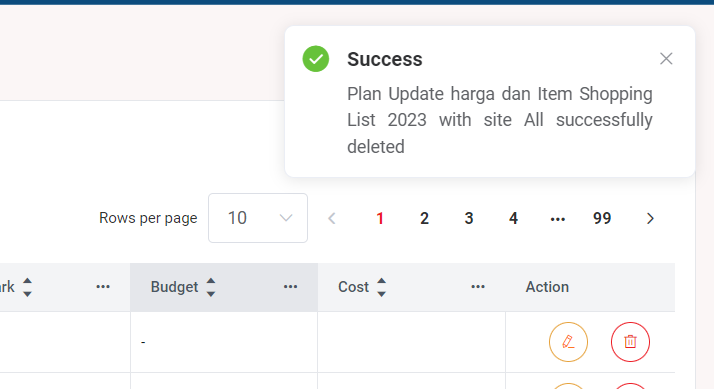 Success
Plan Update harga dan Item Shopping
List 2023 with site All successfully
deleted
Rows per page 10 1 2 3 4 ••• 99
rk ••• Budget ••• Cost ••• Action
-